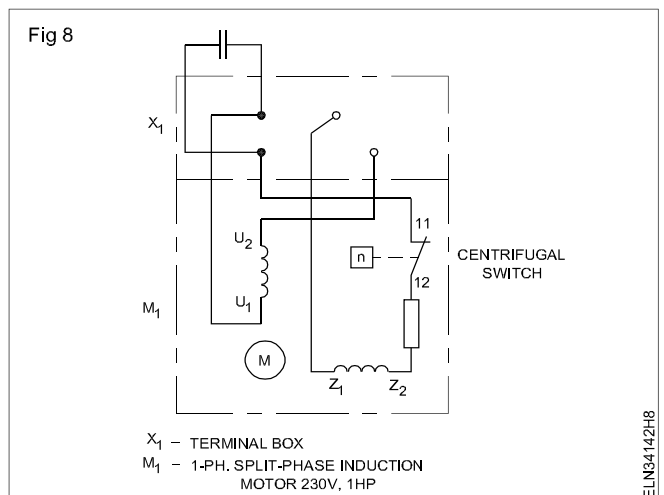 Fig 8
X1
U2
U1
M1
M
n
11
12
CENTRIFUGAL
SWITCH
Z1
Z2
X1 – TERMINAL BOX
M1 – 1-PH. SPLIT-PHASE INDUCTION
MOTOR 230V, 1HP
ELN34142H8